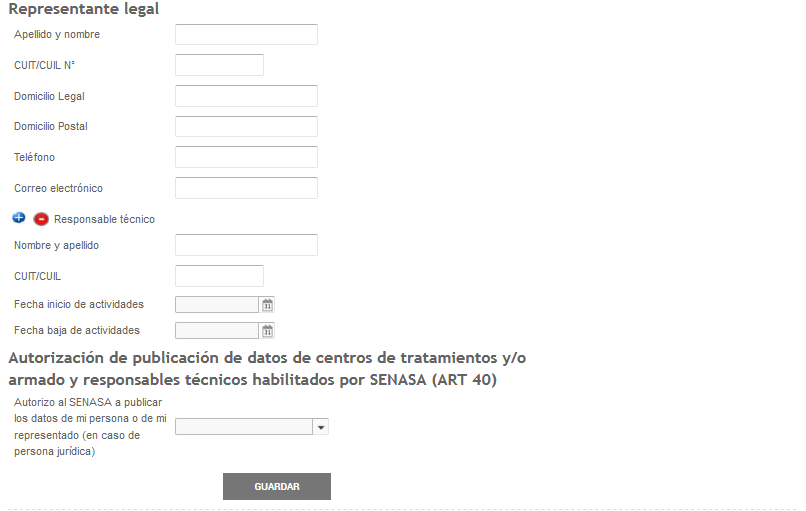 Representante legal
Apellido y nombre
CUIT/CUIL N°
Domicilio Legal
Domicilio Postal
Teléfono
Correo electrónico
Responsable técnico
Nombre y apellido
CUIT/CUIL
Fecha inicio de actividades
31
Fecha baja de actividades
31
Autorización de publicación de datos de centros de tratamientos y/o
armado y responsables técnicos habilitados por SENASA (ART 40)
Autorizo al SENASA a publicar
los datos de mi persona o de mi
representado (en caso de
persona jurídica)
GUARDAR